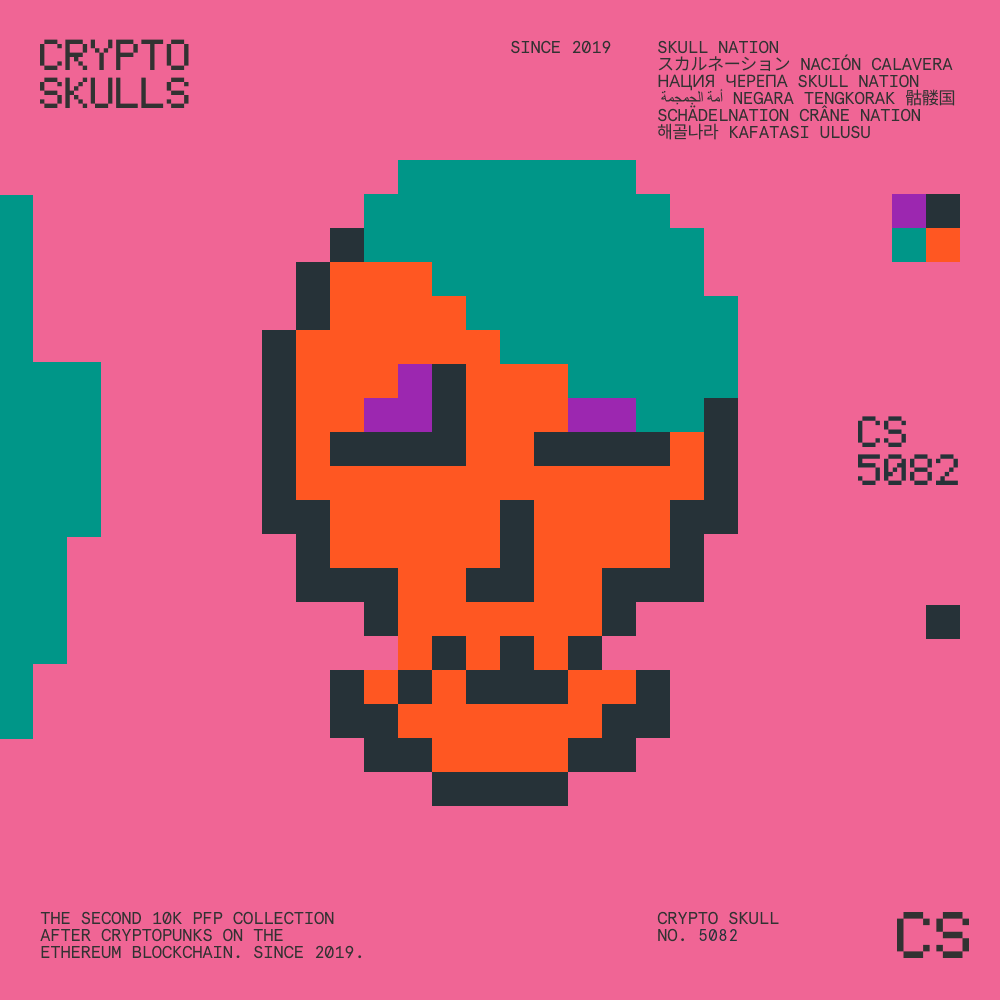 CRYPTO
SKULLS
SINCE 2019
SKULL NATION
スカルネーション NACIÓN CALAVERA
НАЦИЯ ЧЕРЕПА SKULL NATION
أمة الجمجمة NEGARA TENGKORAK 骷髅国
SCHÄDELNATION CRÂNE NATION
해골나라 KAFATASI ULUSU
CS
5082
THE SECOND 10K PFP COLLECTION
AFTER CRYPTOPUNKS ON THE
ETHEREUM BLOCKCHAIN. SINCE 2019.
CRYPTO SKULL
NO. 5082
CS